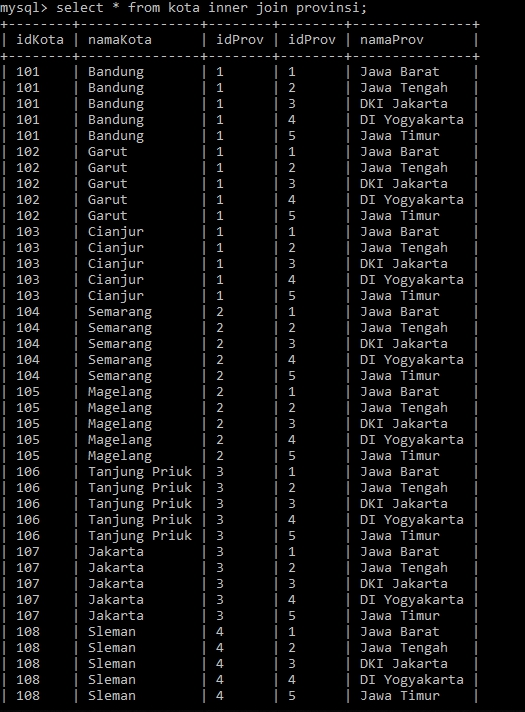 mysql> select * from kota inner join provinsi;
+--------+---------------+--------+--------+---------------+
| idKota | namaKota | idProv | idProv | namaProv |
+--------+---------------+--------+--------+---------------+
| 101 | Bandung | 1 | 1 | Jawa Barat |
| 101 | Bandung | 1 | 2 | Jawa Tengah |
| 101 | Bandung | 1 | 3 | DKI Jakarta |
| 101 | Bandung | 1 | 4 | DI Yogyakarta |
| 101 | Bandung | 1 | 5 | Jawa Timur |
| 102 | Garut | 1 | 1 | Jawa Barat |
| 102 | Garut | 1 | 2 | Jawa Tengah |
| 102 | Garut | 1 | 3 | DKI Jakarta |
| 102 | Garut | 1 | 4 | DI Yogyakarta |
| 102 | Garut | 1 | 5 | Jawa Timur |
| 103 | Cianjur | 1 | 1 | Jawa Barat |
| 103 | Cianjur | 1 | 2 | Jawa Tengah |
| 103 | Cianjur | 1 | 3 | DKI Jakarta |
| 103 | Cianjur | 1 | 4 | DI Yogyakarta |
| 103 | Cianjur | 1 | 5 | Jawa Timur |
| 104 | Semarang | 2 | 1 | Jawa Barat |
| 104 | Semarang | 2 | 2 | Jawa Tengah |
| 104 | Semarang | 2 | 3 | DKI Jakarta |
| 104 | Semarang | 2 | 4 | DI Yogyakarta |
| 104 | Semarang | 2 | 5 | Jawa Timur |
| 105 | Magelang | 2 | 1 | Jawa Barat |
| 105 | Magelang | 2 | 2 | Jawa Tengah |
| 105 | Magelang | 2 | 3 | DKI Jakarta |
| 105 | Magelang | 2 | 4 | DI Yogyakarta |
| 105 | Magelang | 2 | 5 | Jawa Timur |
| 106 | Tanjung Priuk | 3 | 1 | Jawa Barat |
| 106 | Tanjung Priuk | 3 | 2 | Jawa Tengah |
| 106 | Tanjung Priuk | 3 | 3 | DKI Jakarta |
| 106 | Tanjung Priuk | 3 | 4 | DI Yogyakarta |
| 106 | Tanjung Priuk | 3 | 5 | Jawa Timur |
| 107 | Jakarta | 3 | 1 | Jawa Barat |
| 107 | Jakarta | 3 | 2 | Jawa Tengah |
| 107 | Jakarta | 3 | 3 | DKI Jakarta |
| 107 | Jakarta | 3 | 4 | DI Yogyakarta |
| 107 | Jakarta | 3 | 5 | Jawa Timur |
| 108 | Sleman | 4 | 1 | Jawa Barat |
| 108 | Sleman | 4 | 2 | Jawa Tengah |
| 108 | Sleman | 4 | 3 | DKI Jakarta |
| 108 | Sleman | 4 | 4 | DI Yogyakarta |
| 108 | Sleman | 4 | 5 | Jawa Timur |